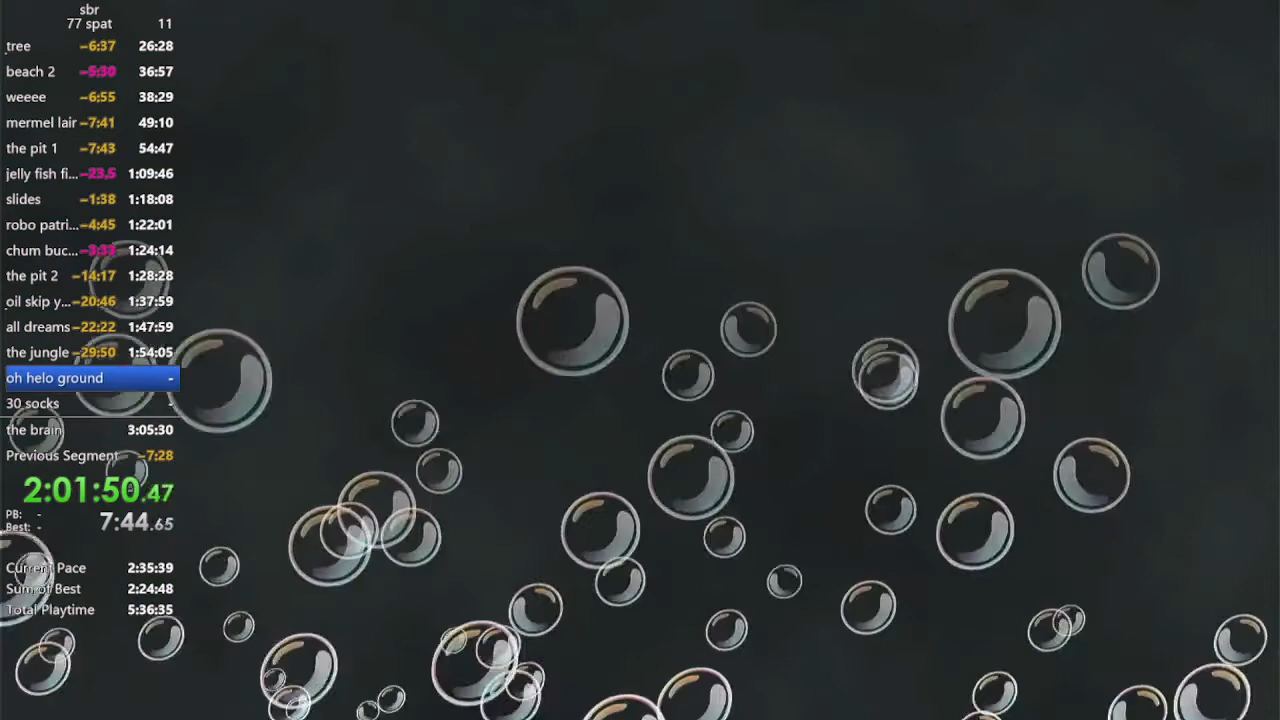 sbr
77 spat 11
tree −6:37 26:28
beach 2 −5:30 36:57
weeee −6:55 38:29
mermel lair −7:41 49:10
the pit 1 −7:43 54:47
jelly fish fi... −23,5 1:09:46
slides −1:38 1:18:08
robo patri... −4:45 1:22:01
chum buc... −3:33 1:24:14
the pit 2 −14:17 1:28:28
oil skip y... −20:46 1:37:59
all dreams −22:22 1:47:59
the jungle −29:50 1:54:05
oh helo ground -
30 socks -
the brain 3:05:30
Previous Segment −7:28
2:01:50.47
PB: - 7:44.65
Best: -
Current Pace 2:35:39
Sum of Best 2:24:48
Total Playtime 5:36:35